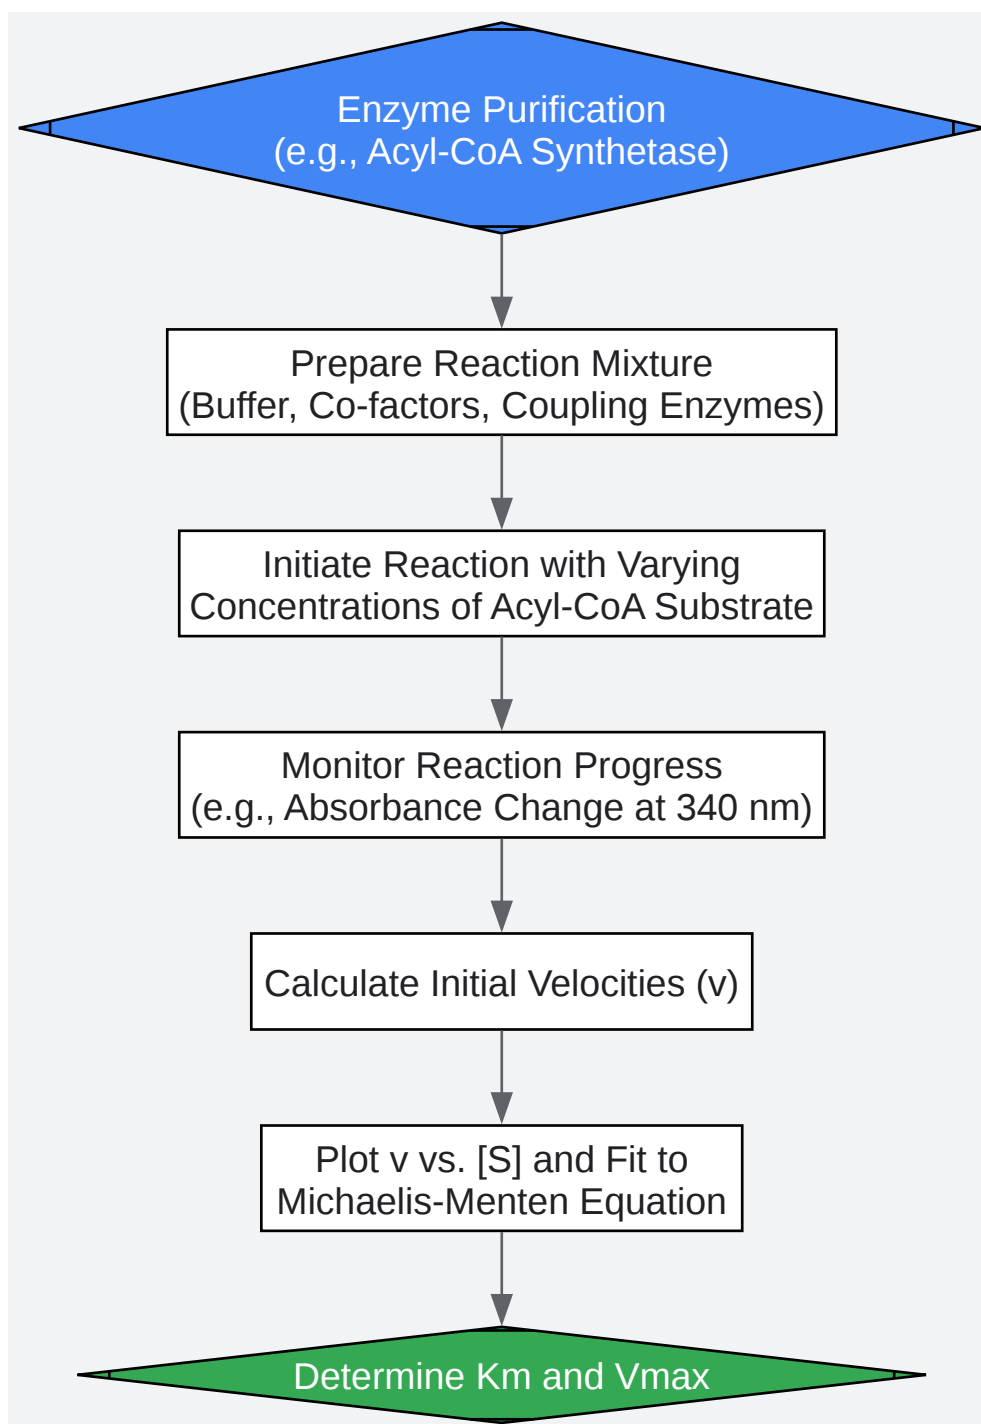 Enzyme Purification
(e.g., Acyl-CoA Synthetase)
Prepare Reaction Mixture
(Buffer, Co-factors, Coupling Enzymes)
Initiate Reaction with Varying
Concentrations of Acyl-CoA Substrate
Monitor Reaction Progress
(e.g., Absorbance Change at 340 nm)
Calculate Initial Velocities (v)
Plot v vs. [S] and Fit to
Michaelis-Menten Equation
Determine Km and Vmax